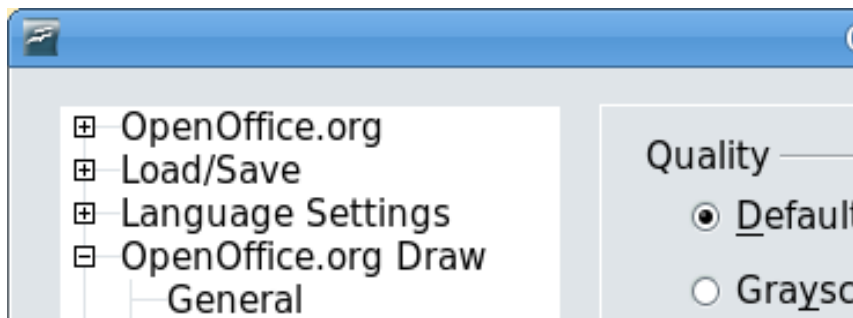 OpenOffice.org
Load/Save
Language Settings
OpenOffice.org Draw
General
Quality
Default